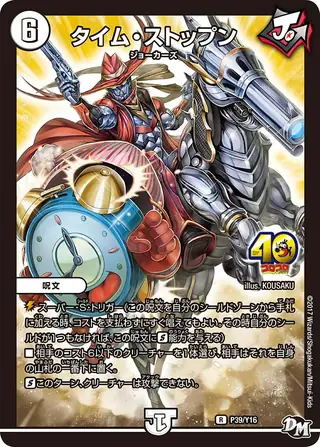 6
タイム・ストップン
ジョーカーズ
J
40
コロコロ
illus. KOUSAKU
呪文
スーパー・S・トリガー(この呪文を自分のシールドゾーンから手札
に加える時、コストを支払わずにすぐ唱えてもよい。その時自分のシー
ルドが1つもなければ、この呪文にS能力を与える)
■相手のコスト6以下のクリーチャーを1体選び、相手はそれを自身
の山札の一番下に置く。
Sこのターン、クリーチャーは攻撃できない。
R P39/Y16
DM
©2017 Wizards/Shogakukan/Mitsui-Kids